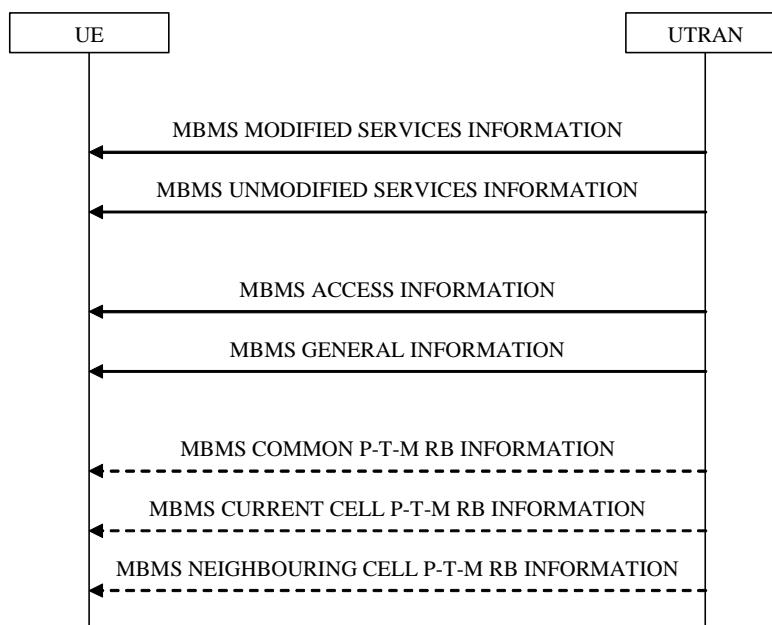 UE
UTRAN
MBMS MODIFIED SERVICES INFORMATION
MBMS UNMODIFIED SERVICES INFORMATION
MBMS ACCESS INFORMATION
MBMS GENERAL INFORMATION
MBMS COMMON P-T-M RB INFORMATION
MBMS CURRENT CELL P-T-M RB INFORMATION
MBMS NEIGHBOURING CELL P-T-M RB INFORMATION